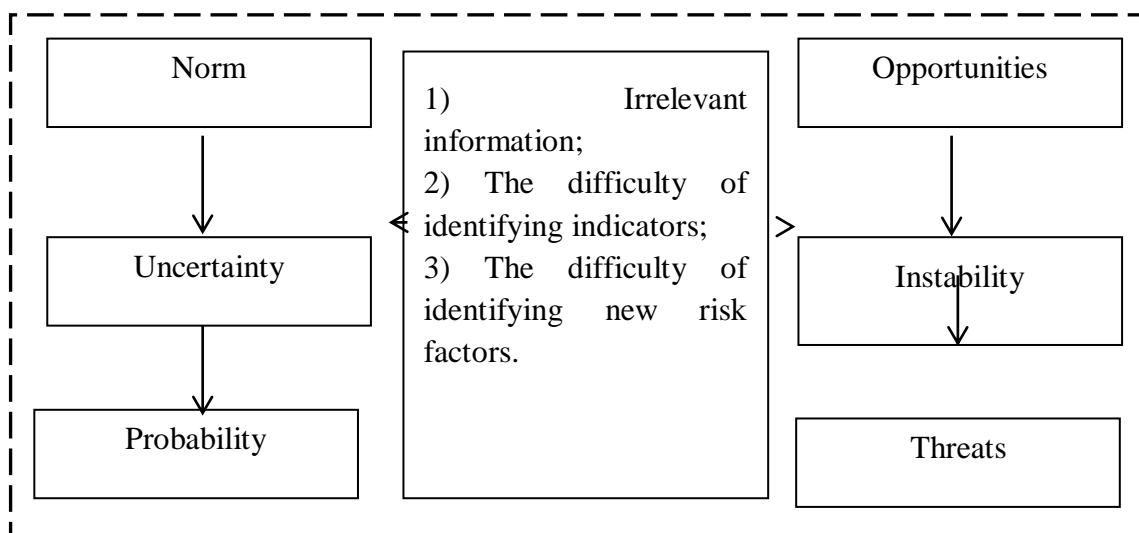 Norm
Uncertainty
Probability
1) Irrelevant
information;
2) The difficulty of
identifying indicators;
3) The difficulty of
identifying new risk
factors.
Opportunities
Instability
Threats